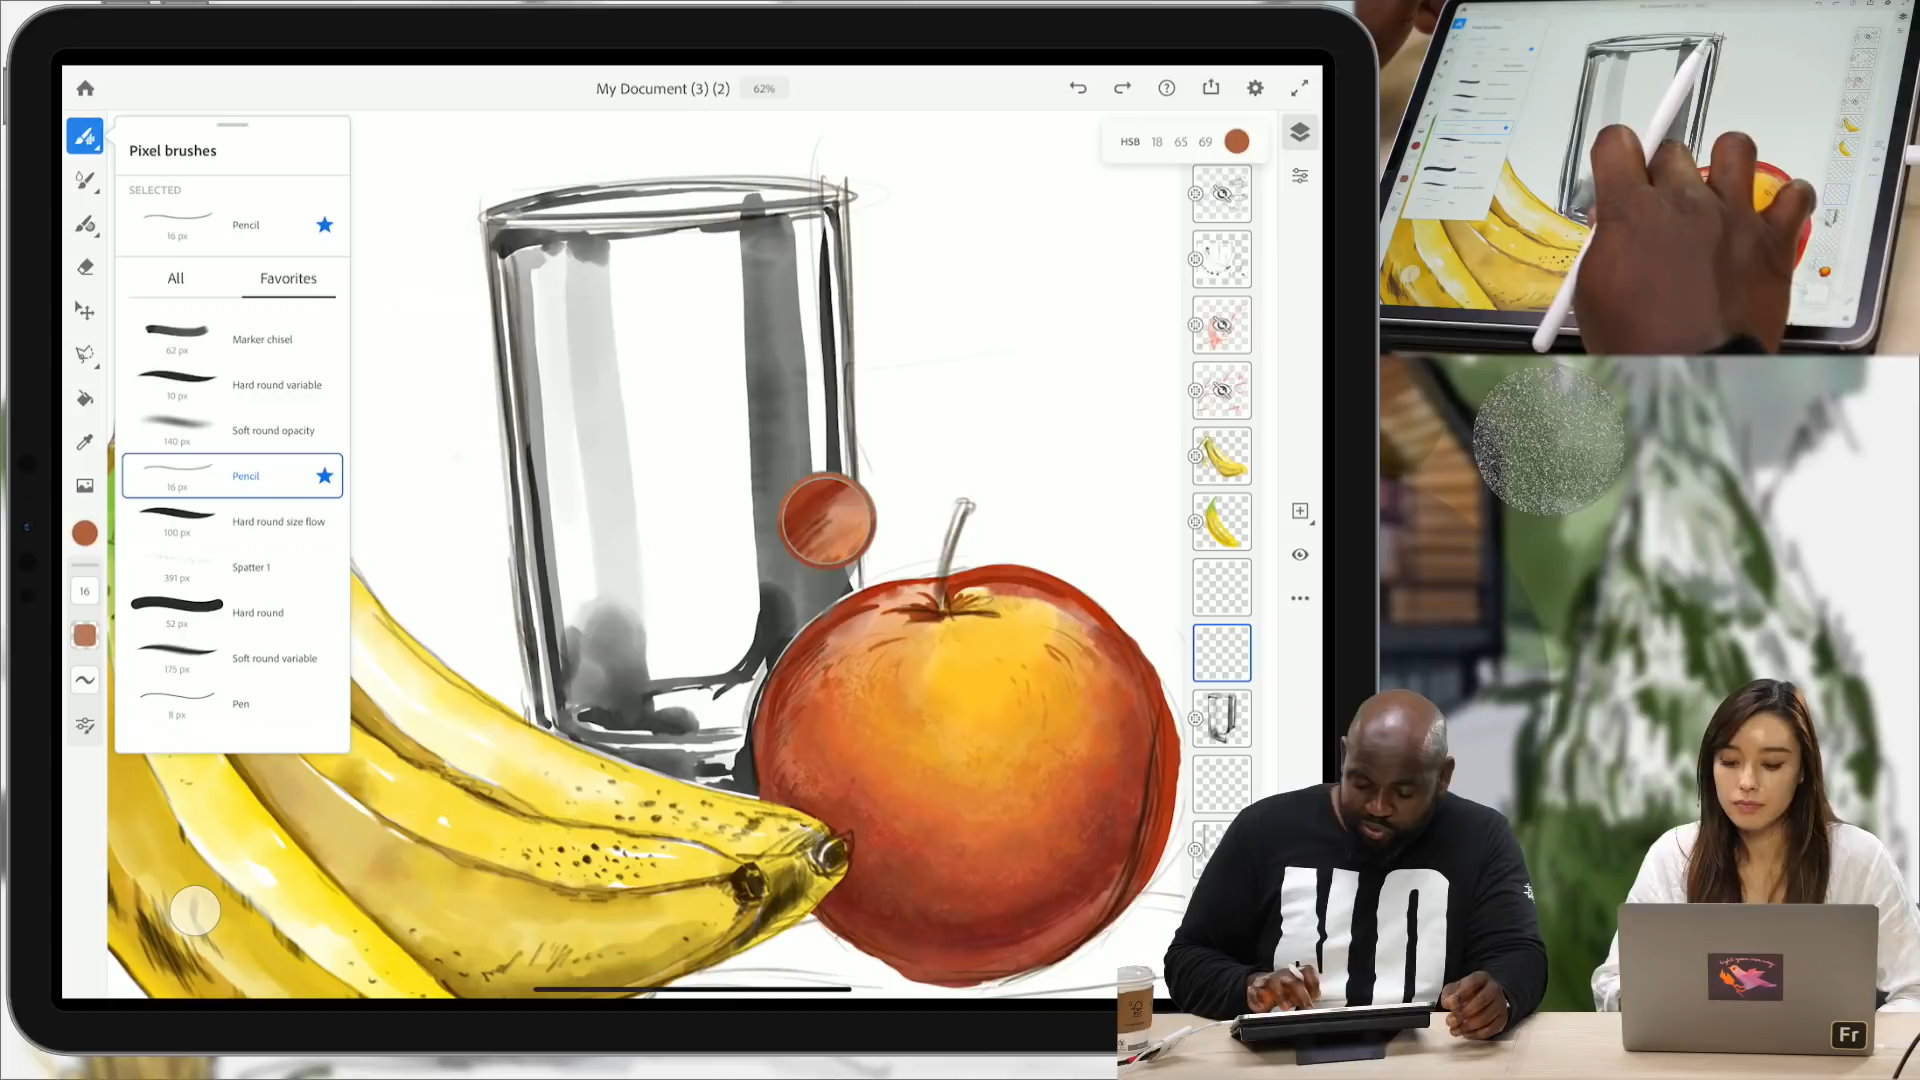 My Document (3) (2)
62%
Pixel brushes
SELECTED
Pencil
16 px
All
Favorites
Marker chisel
62 px
Hard round variable
10 px
Soft round opacity
140 px
Pencil
16 px
Hard round size flow
100 px
Spatter 1
391 px
Hard round
52 px
Soft round variable
175 px
Pen
8 px
16
HSB 18 65 69
Fr